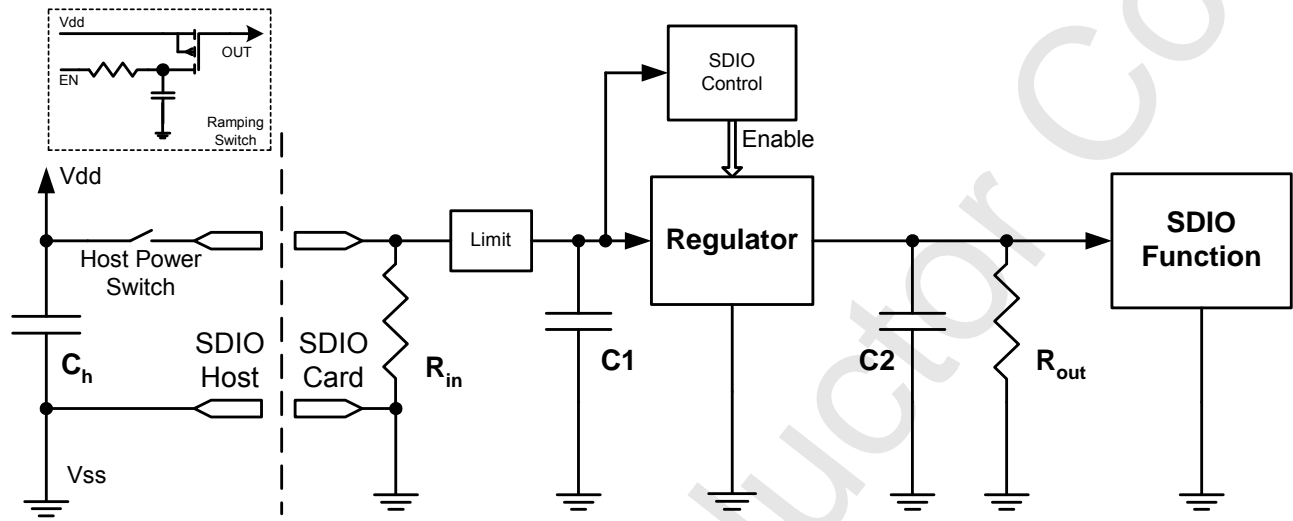 Vdd
OUT
EN
Ramping
Switch
SDIO
Control
Enable
Vdd
Host Power
Switch
Limit
Regulator
SDIO
Function
C_h
SDIO
Host
SDIO
Card
R_in
C1
C2
R_out
Vss